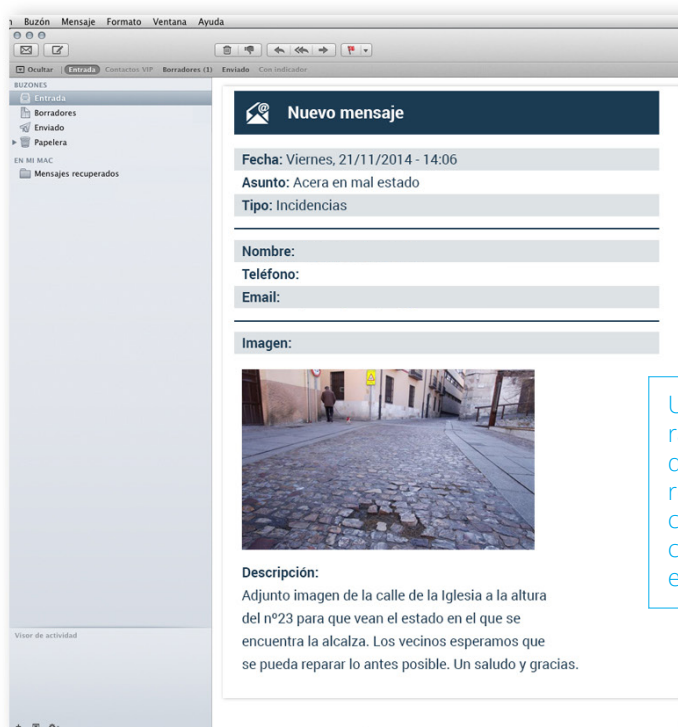 Buzón Mensaje Formato Ventana Ayuda
Ocultar Entrada Contactos VIP Borradores (1) Enviado Con indicador
BUZONES
Entrada
Borradores
Enviado
Papelera
EN MI MAC
Mensajes recuperados
Visor de actividad
Nuevo mensaje
Fecha: Viernes, 21/11/2014 - 14:06
Asunto: Acera en mal estado
Tipo: Incidencias
Nombre:
Teléfono:
Email:
Imagen:
Descripción:
Adjunto imagen de la calle de la Iglesia a la altura
del nº23 para que vean el estado en el que se
encuentra la alcalza. Los vecinos esperamos que
se pueda reparar lo antes posible. Un saludo y gracias.